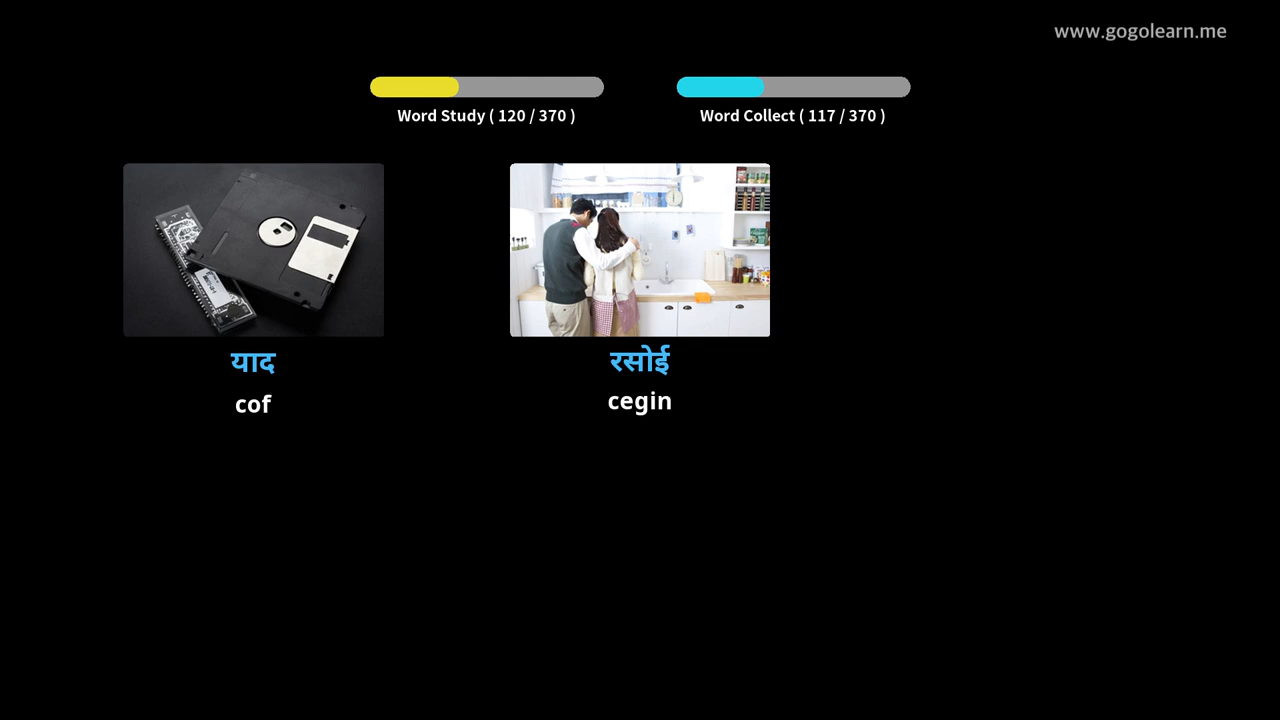 www.gogolearn.me
Word Study ( 120 / 370 )
Word Collect ( 117 / 370 )
याद
cof
रसोई
cegin